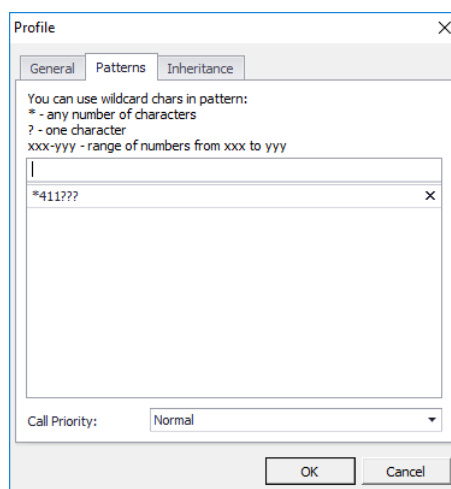 Profile
General Patterns Inheritance
You can use wildcard chars in pattern:
* - any number of characters
? - one character
xxx-yyy - range of numbers from xxx to yyy
*411???
Call Priority: Normal
OK Cancel